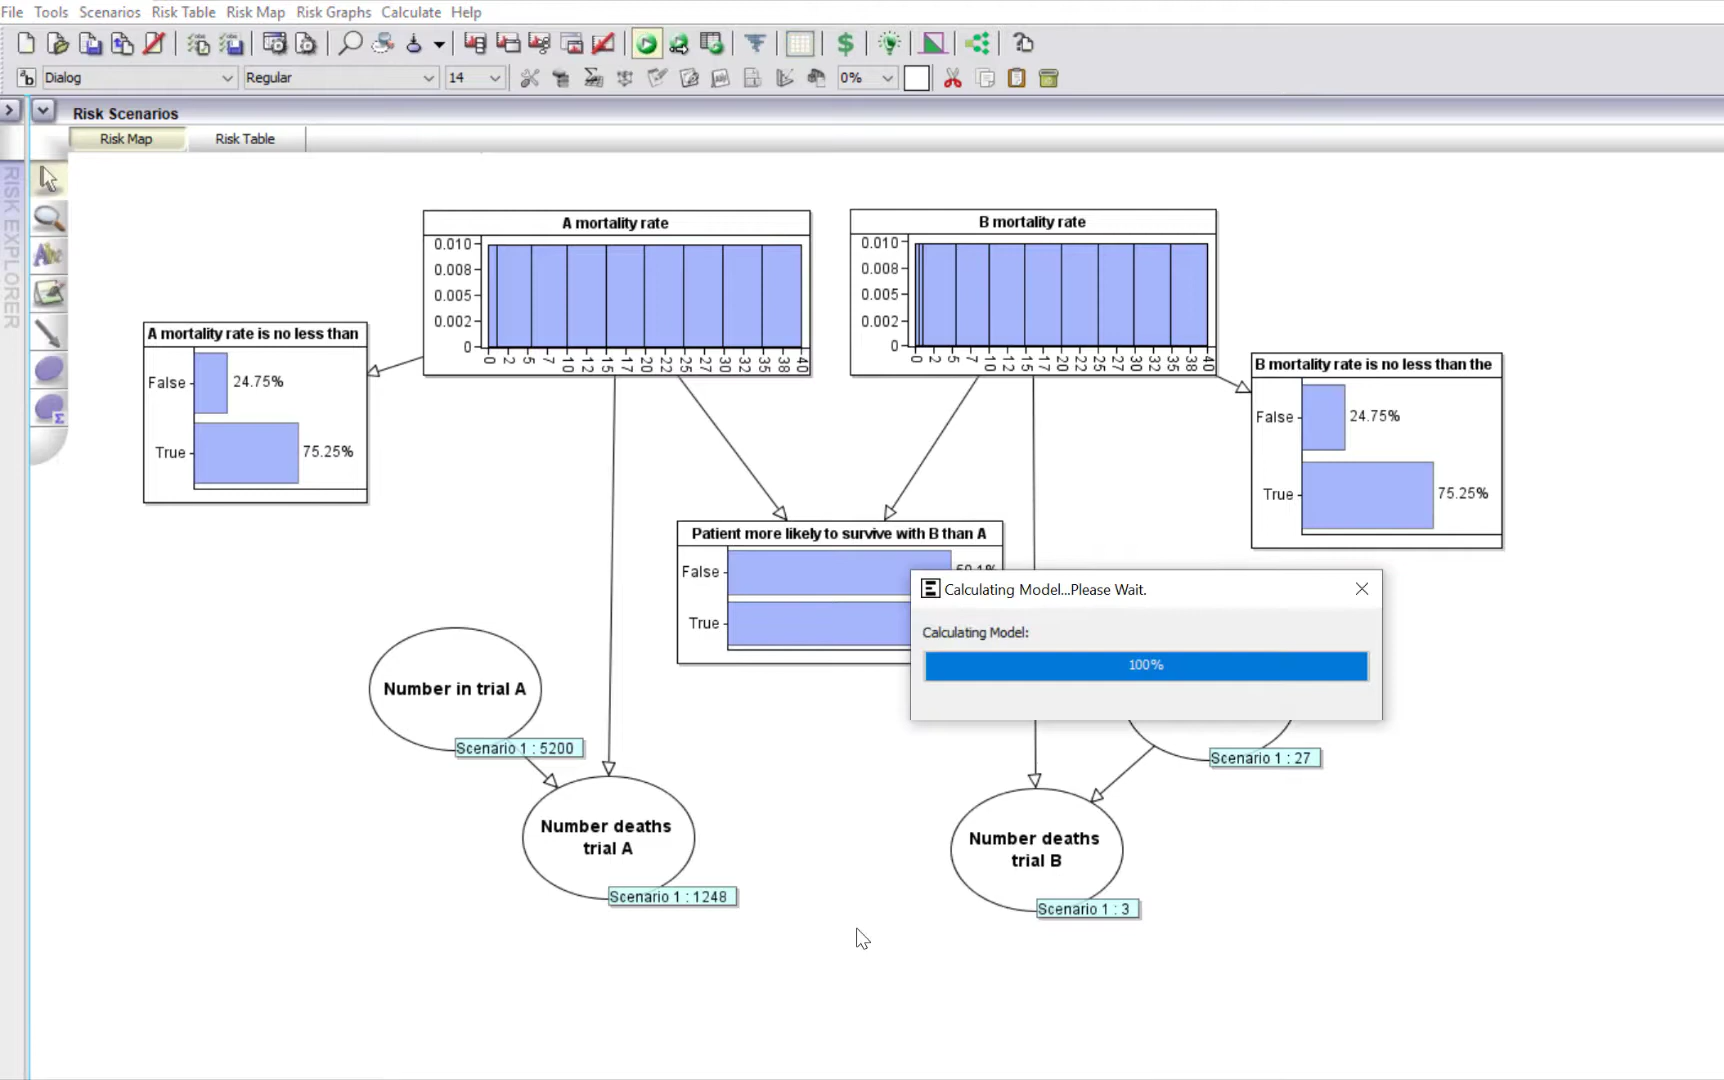 File Tools Scenarios Risk Table Risk Map Risk Graphs Calculate Help
Dialog Regular 14 0%
Risk Scenarios
Risk Map Risk Table
RISK EXPLORER
A mortality rate
0.010
0.008
0.005
0.002
0
0 2 5 7 10 12 15 17 20 22 25 27 30 32 35 38 40
B mortality rate
0.010
0.008
0.005
0.002
0
0 2 5 7 10 12 15 17 20 22 25 27 30 32 35 38 40
A mortality rate is no less than
False 24.75%
True 75.25%
B mortality rate is no less than the
False 24.75%
True 75.25%
Patient more likely to survive with B than A
False
True
Calculating Model...Please Wait.
Calculating Model:
100%
Number in trial A
Scenario 1 : 5200
Scenario 1 : 27
Number deaths
trial A
Scenario 1 : 1248
Number deaths
trial B
Scenario 1 : 3